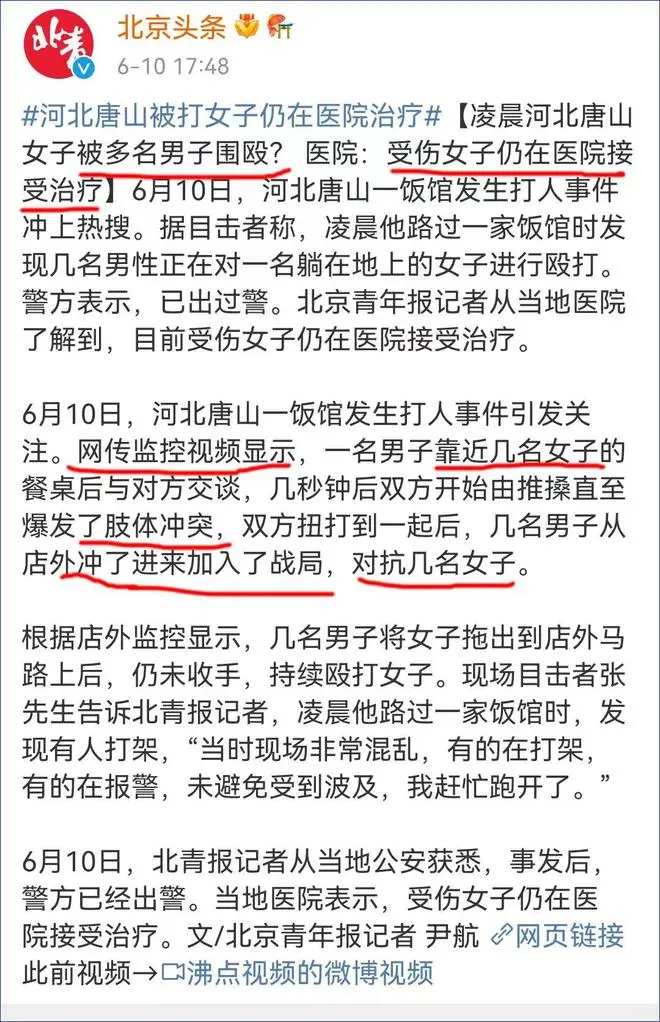 北青
北京头条
6-10 17:48
#河北唐山被打女子仍在医院治疗#【凌晨河北唐山
女子被多名男子围殴? 医院：受伤女子仍在医院接
受治疗】6月10日，河北唐山一饭馆发生打人事件
冲上热搜。据目击者称，凌晨他路过一家饭馆时发
现几名男性正在对一名躺在地上的女子进行殴打。
警方表示，已出过警。北京青年报记者从当地医院
了解到，目前受伤女子仍在医院接受治疗。
6月10日，河北唐山一饭馆发生打人事件引发关
注。网传监控视频显示，一名男子靠近几名女子的
餐桌后与对方交谈，几秒钟后双方开始由推搡直至
爆发了肢体冲突，双方扭打到一起后，几名男子从
店外冲了进来加入了战局，对抗几名女子。
根据店外监控显示，几名男子将女子拖出到店外马
路上后，仍未收手，持续殴打女子。现场目击者张
先生告诉北青报记者，凌晨他路过一家饭馆时，发
现有人打架，“当时现场非常混乱，有的在打架，
有的在报警，未避免受到波及，我赶忙跑开了。”
6月10日，北青报记者从当地公安获悉，事发后，
警方已经出警。当地医院表示，受伤女子仍在医
院接受治疗。文/北京青年报记者 尹航 网页链接
此前视频→沸点视频的微博视频